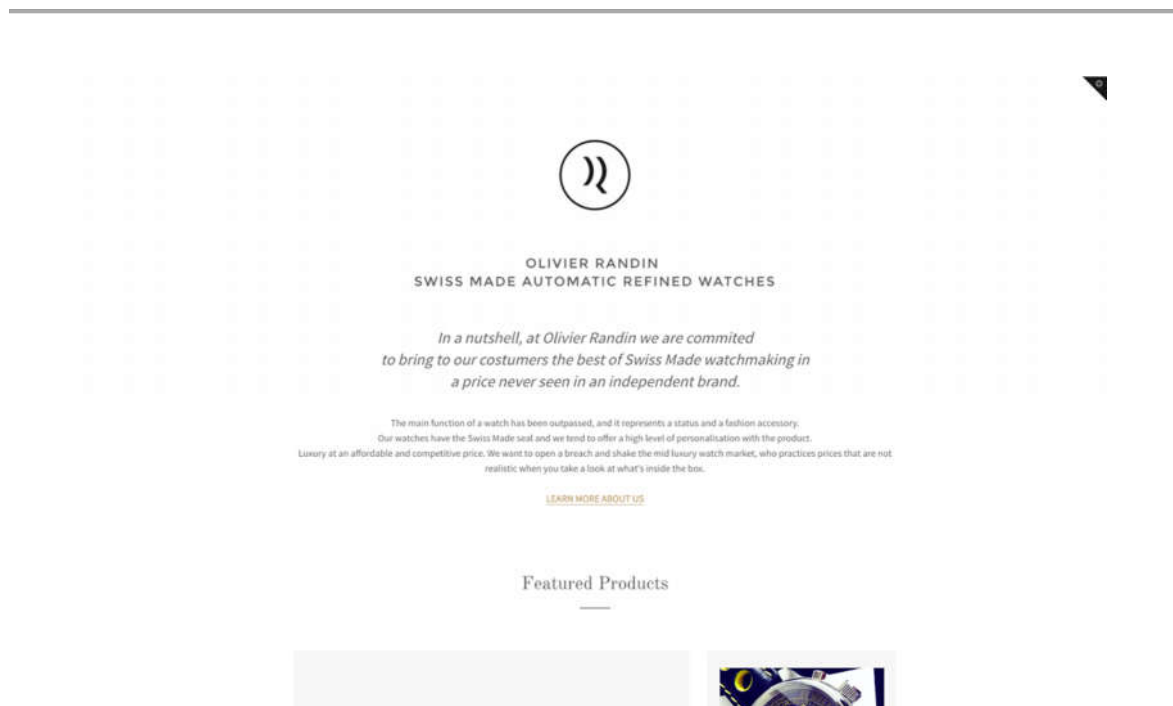 OLIVIER RANDIN
SWISS MADE AUTOMATIC REFINED WATCHES
In a nutshell, at Olivier Randin we are commited
to bring to our costumers the best of Swiss Made watchmaking in
a price never seen in an independent brand.
The main function of a watch has been outpassed, and it represents a status and a fashion accessory.
Our watches have the Swiss Made seal and we tend to offer a high level of personalisation with the product.
Luxury at an affordable and competitive price. We want to open a breach and shake the mid luxury watch market, who practices prices that are not
realistic when you take a look at what's inside the box.
LEARN MORE ABOUT US
Featured Products